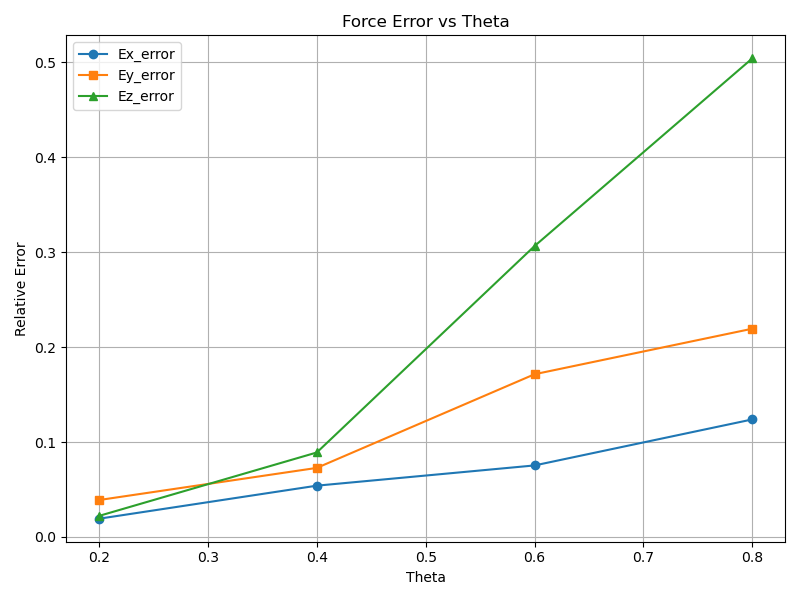 Force Error vs Theta
Ex_error
Ey_error
Ez_error
Relative Error
0.5
0.4
0.3
0.2
0.1
0.0
0.2 0.3 0.4 0.5 0.6 0.7 0.8
Theta